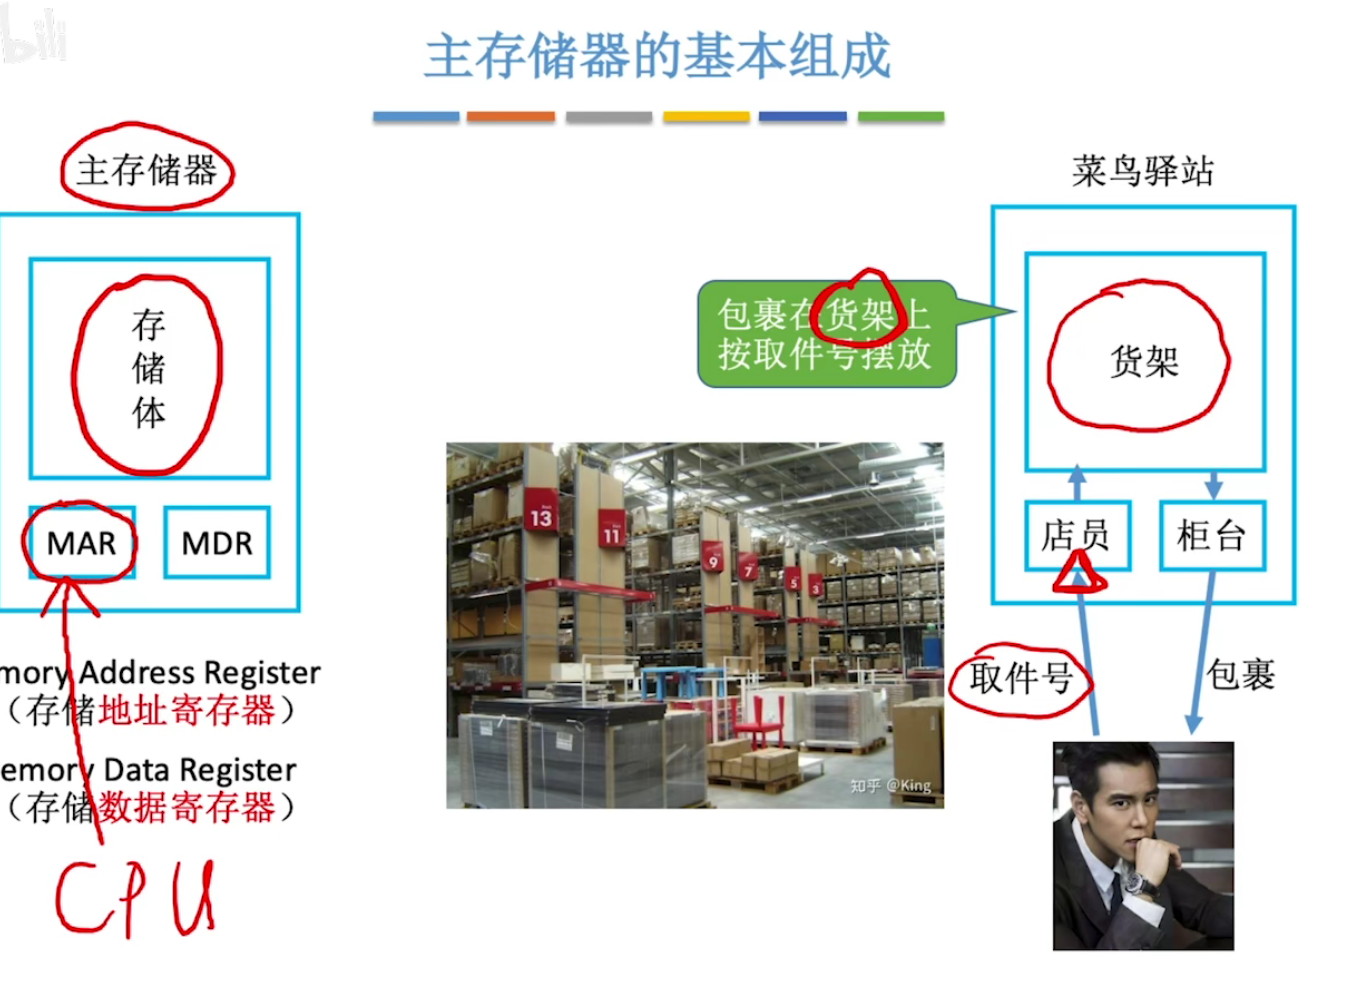 bili
主存储器的基本组成
主存储器
存
储
体
MAR
MDR
mory Address Register
（存储地址寄存器）
emory Data Register
（存储数据寄存器）
CPU
包裹在货架上
按取件号摆放
13
11
9
7
5
3
知乎 @King
菜鸟驿站
货架
店员
柜台
取件号
包裹